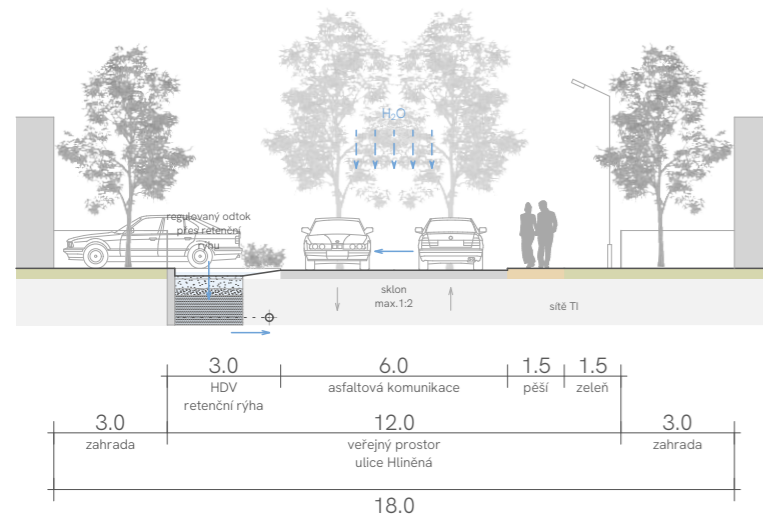 H₂O
regulovaný odtok
přes retenční
rýhu
sklon
max.1:2
sítě TI
3.0
6.0
1.5
1.5
HDV
retenční rýha
asfaltová komunikace
pěší
zeleň
3.0
12.0
3.0
zahrada
veřejný prostor
ulice Hliněná
zahrada
18.0